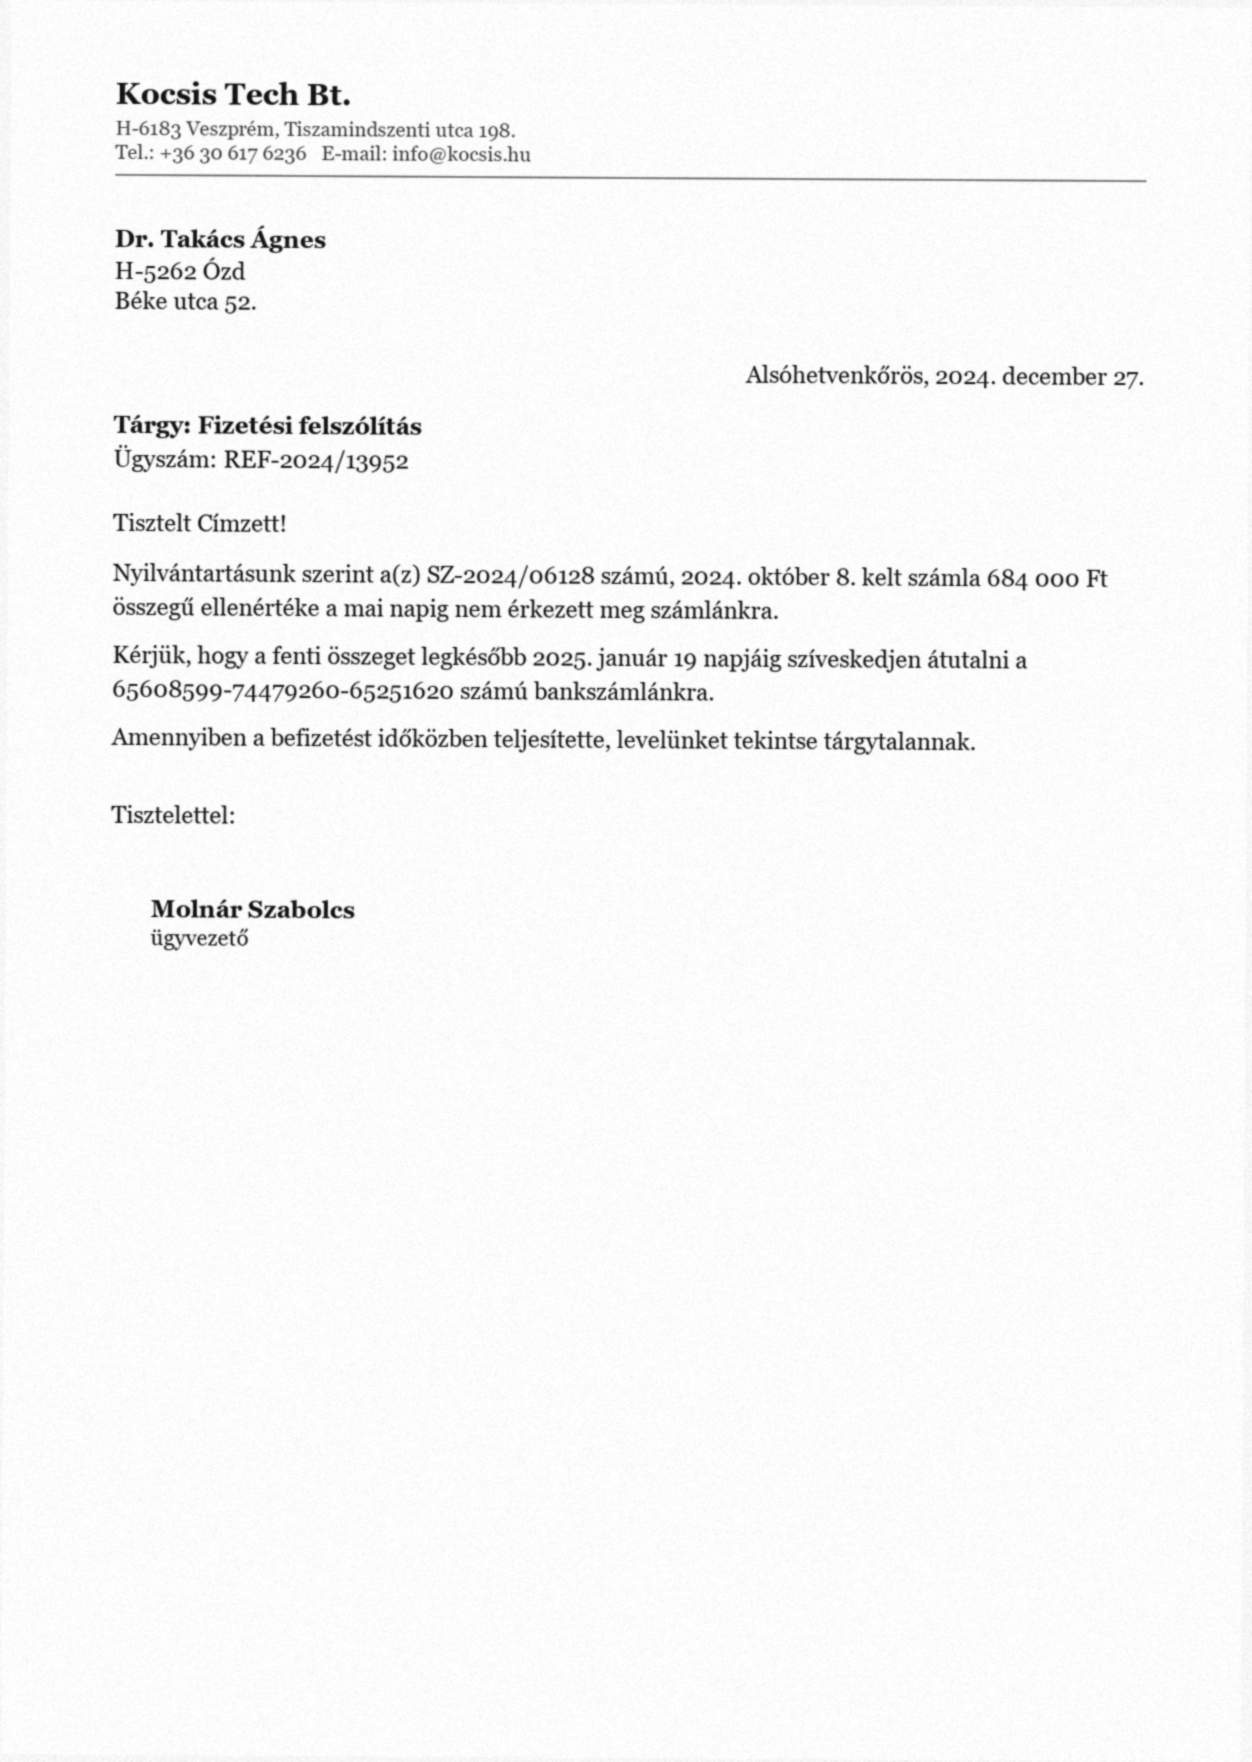 Kocsis Tech Bt.
H-6183 Veszprém, Tiszamindszenti utca 198.
Tel.: +36 30 617 6236 E-mail: info@kocsis.hu
Dr. Takács Ágnes
H-5262 Ózd
Béke utca 52.
Alsóhetvenkőrös, 2024. december 27.
Tárgy: Fizetési felszólítás
Ügyszám: REF-2024/13952
Tisztelt Címzett!
Nyilvántartásunk szerint a(z) SZ-2024/06128 számú, 2024. október 8. kelt számla 684 000 Ft
összegű ellenértéke a mai napig nem érkezett meg számlánkra.
Kérjük, hogy a fenti összeget legkésőbb 2025. január 19 napjáig szíveskedjen átutalni a
65608599-74479260-65251620 számú bankszámlánkra.
Amennyiben a befizetést időközben teljesítette, levelünket tekintse tárgytalannak.
Tisztelettel:
Molnár Szabolcs
ügyvezető